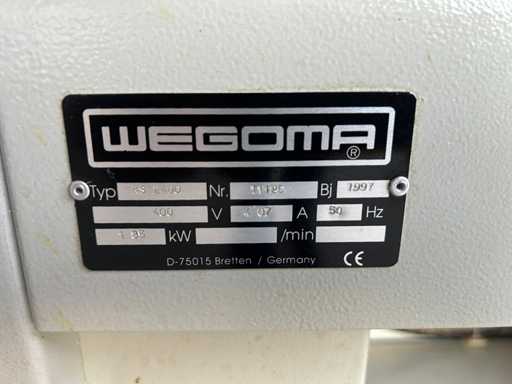 WEGOMA ®
Typ Nr. Bj 1997
400 V A 50 Hz
kW /min
D-75015 Bretten / Germany CE